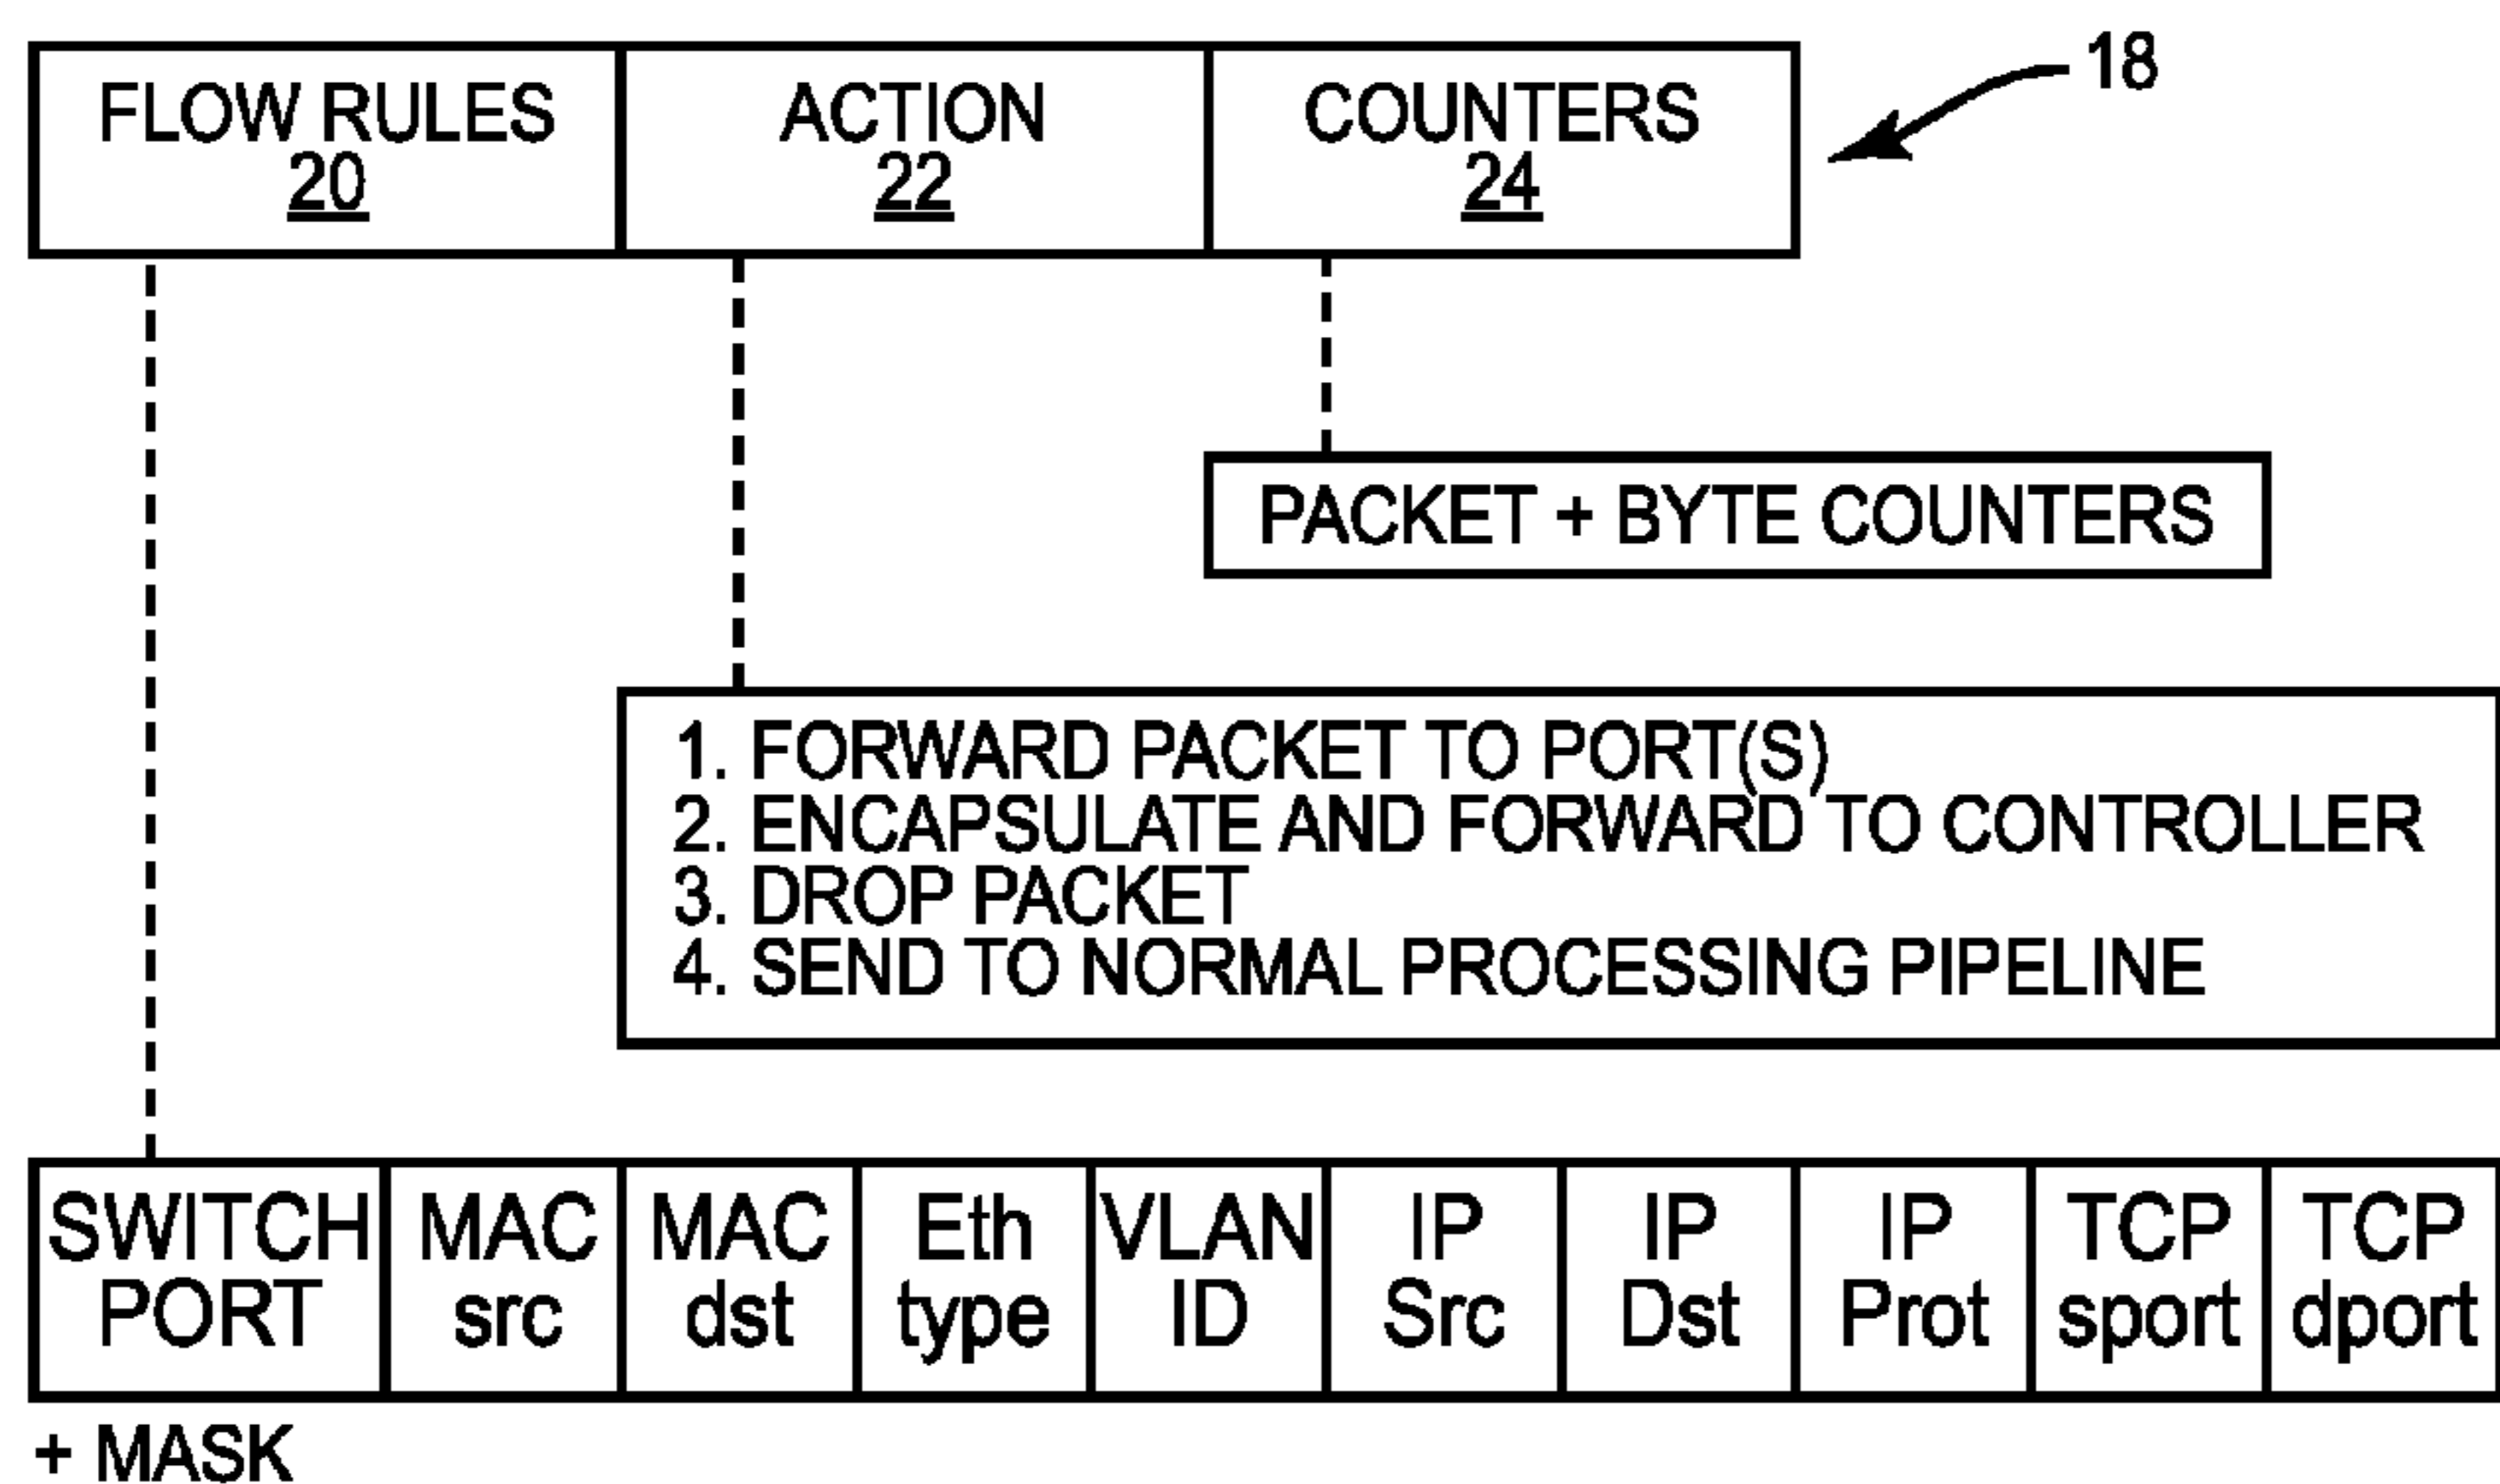 FLOW RULES
20
ACTION
22
COUNTERS
24
18
PACKET + BYTE COUNTERS
1. FORWARD PACKET TO PORT(S)
2. ENCAPSULATE AND FORWARD TO CONTROLLER
3. DROP PACKET
4. SEND TO NORMAL PROCESSING PIPELINE
SWITCH
PORT
MAC
src
MAC
dst
Eth
type
VLAN
ID
IP
Src
IP
Dst
IP
Prot
TCP
sport
TCP
dport
+ MASK